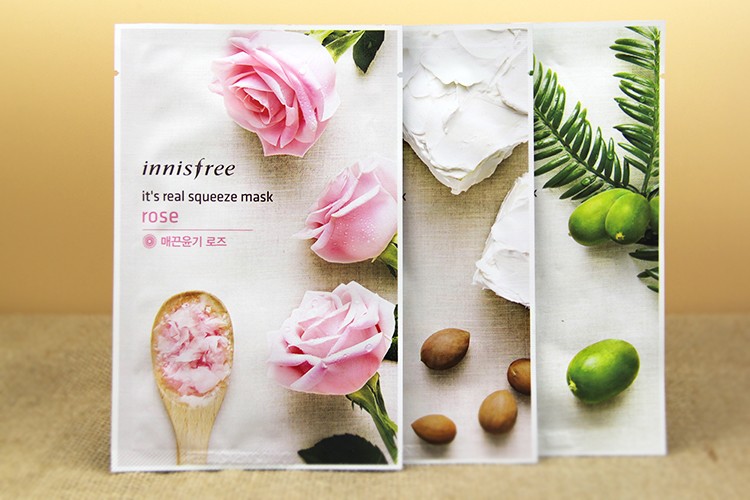 innisfree
it's real squeeze mask
rose
매끈윤기 로즈